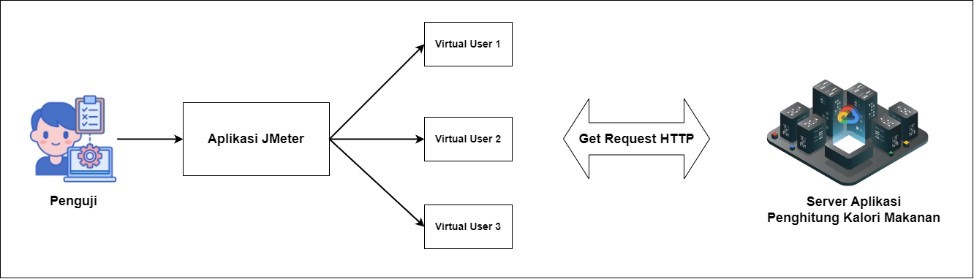 Penguji
Aplikasi JMeter
Virtual User 1
Virtual User 2
Virtual User 3
Get Request HTTP
Server Aplikasi
Penghitung Kalori Makanan